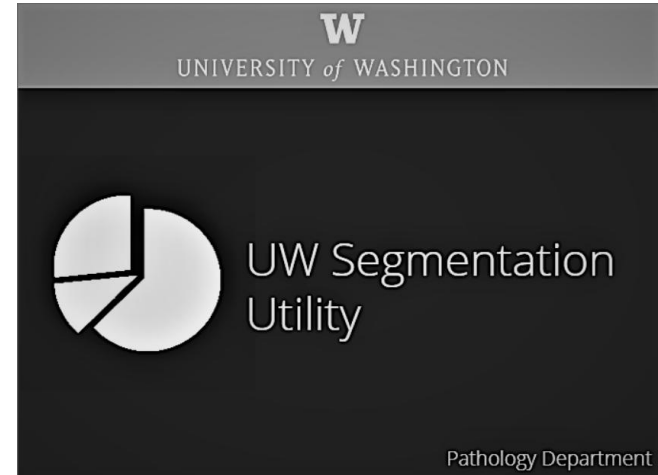 W
UNIVERSITY of WASHINGTON
UW Segmentation
Utility
Pathology Department